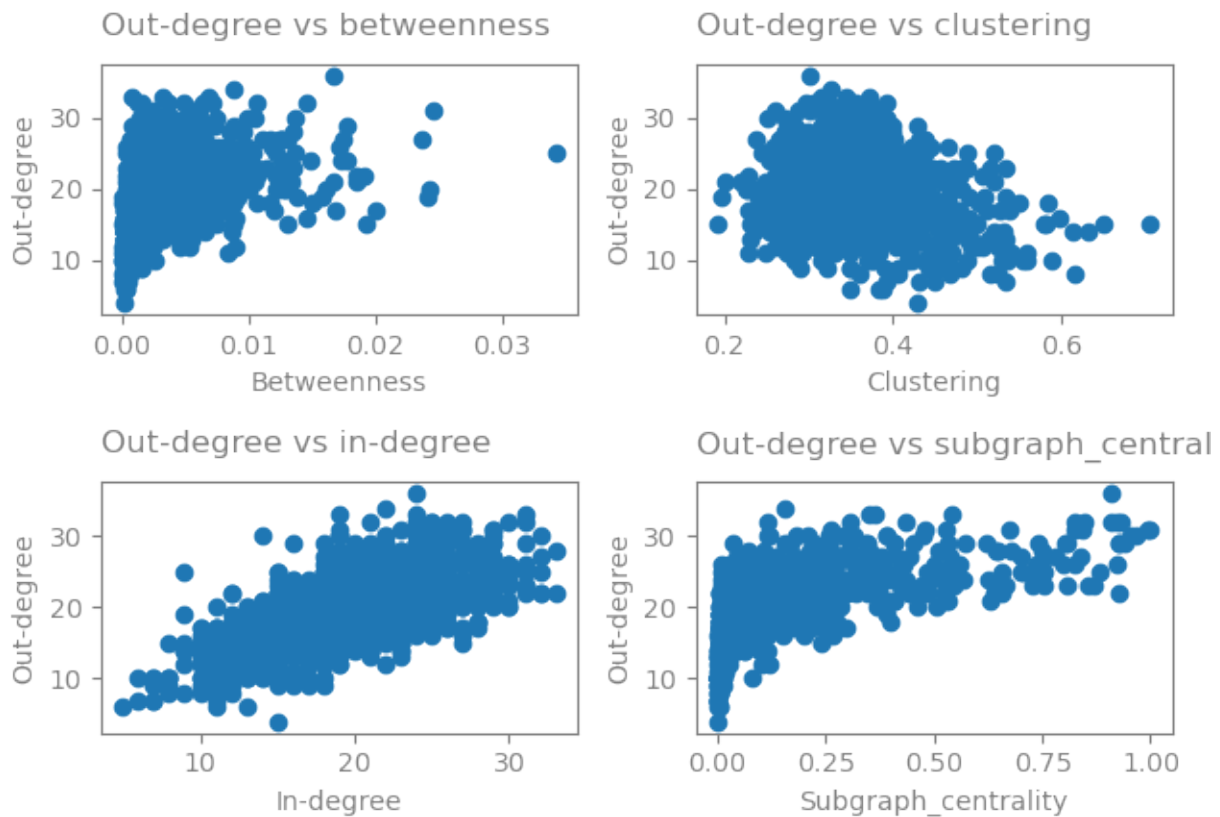 Out-degree vs betweenness
Out-degree
30
20
10
0.00 0.01 0.02 0.03
Betweenness
Out-degree vs clustering
Out-degree
30
20
10
0.2 0.4 0.6
Clustering
Out-degree vs in-degree
Out-degree
30
20
10
10 20 30
In-degree
Out-degree vs subgraph_central
Out-degree
30
20
10
0.00 0.25 0.50 0.75 1.00
Subgraph_centrality